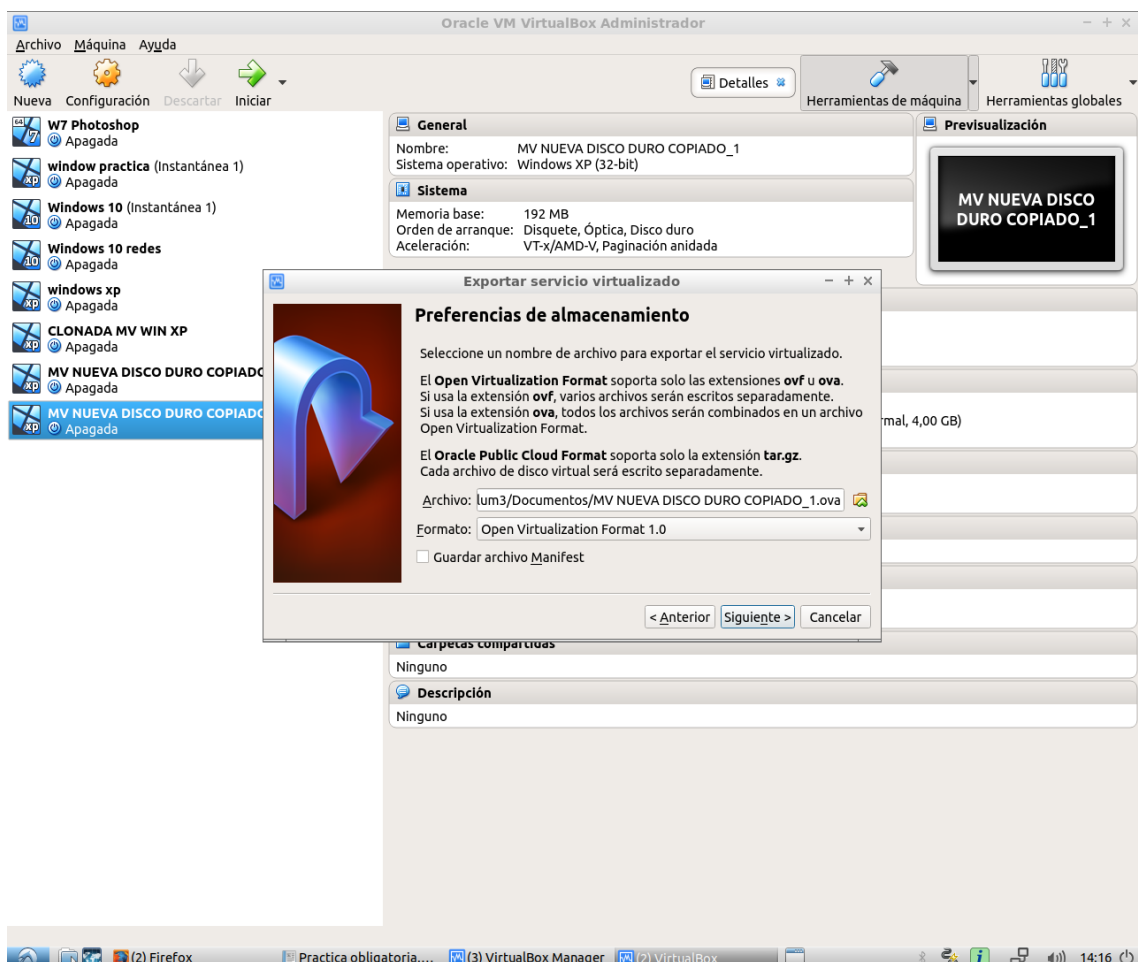 Oracle VM VirtualBox Administrador
Archivo Máquina Ayuda
Nueva Configuración Descartar Iniciar
Detalles
Herramientas de máquina
Herramientas globales
W7 Photoshop
Apagada
window practica (Instantánea 1)
Apagada
Windows 10 (Instantánea 1)
Apagada
Windows 10 redes
Apagada
windows xp
Apagada
CLONADA MV WIN XP
Apagada
MV NUEVA DISCO DURO COPIADO
Apagada
MV NUEVA DISCO DURO COPIADO
Apagada
General
Nombre: MV NUEVA DISCO DURO COPIADO_1
Sistema operativo: Windows XP (32-bit)
Sistema
Memoria base: 192 MB
Orden de arranque: Disquete, Óptica, Disco duro
Aceleración: VT-x/AMD-V, Paginación anidada
Previsualización
MV NUEVA DISCO
DURO COPIADO_1
Exportar servicio virtualizado
Preferencias de almacenamiento
Seleccione un nombre de archivo para exportar el servicio virtualizado.
El Open Virtualization Format soporta solo las extensiones ovf u ova.
Si usa la extensión ovf, varios archivos serán escritos separadamente.
Si usa la extensión ova, todos los archivos serán combinados en un archivo
Open Virtualization Format.
El Oracle Public Cloud Format soporta solo la extensión tar.gz.
Cada archivo de disco virtual será escrito separadamente.
Archivo: lum3/Documentos/MV NUEVA DISCO DURO COPIADO_1.ova
Formato: Open Virtualization Format 1.0
Guardar archivo Manifest
< Anterior Siguiente > Cancelar
rmal, 4,00 GB)
Carpetas compartidas
Ninguno
Descripción
Ninguno
(2) Firefox
Practica obligatoria....
(3) VirtualBox Manager
(2) VirtualBox
14:16